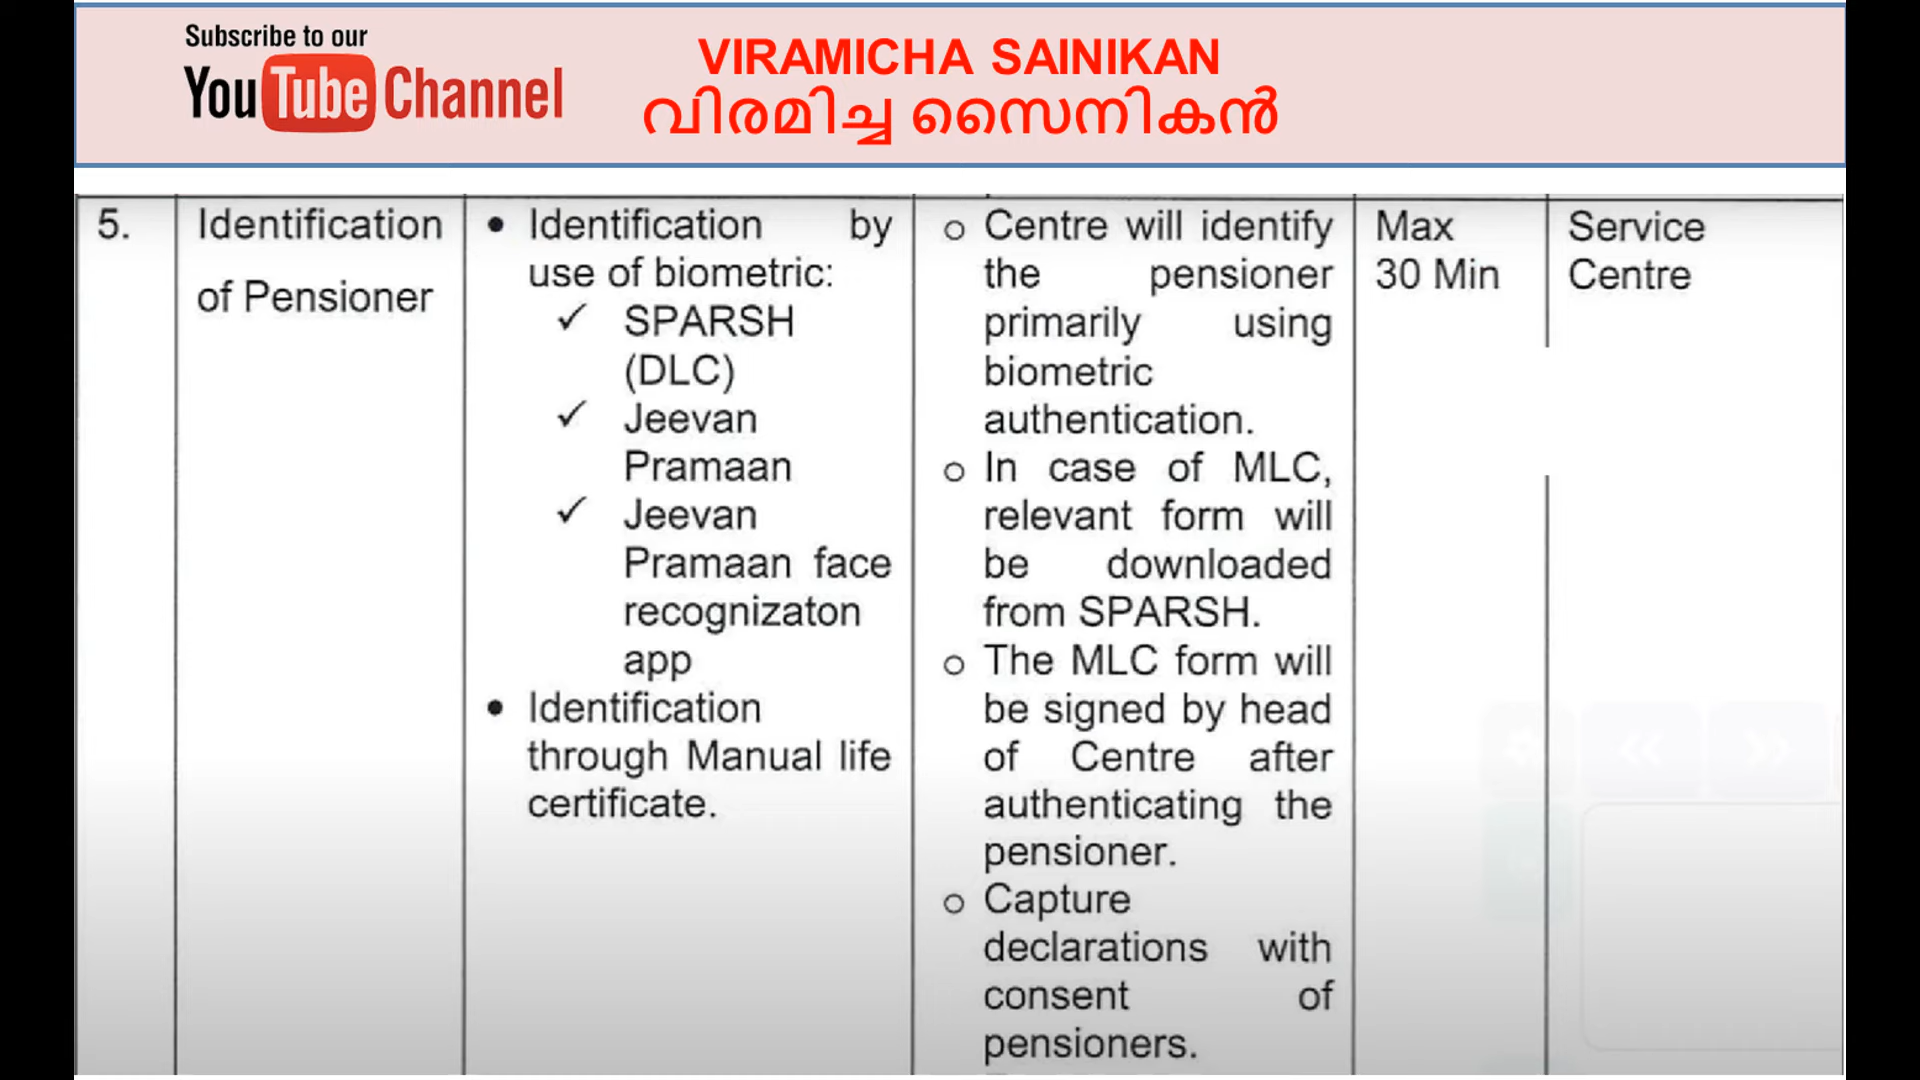 Subscribe to our
YouTube Channel
VIRAMICHA SAINIKAN
വിരമിച്ച സൈനികൻ
5.
Identification
of Pensioner
• Identification by
use of biometric:
✓ SPARSH
(DLC)
✓ Jeevan
Pramaan
✓ Jeevan
Pramaan face
recognizaton
app
• Identification
through Manual life
certificate.
o Centre will identify
the pensioner
primarily using
biometric
authentication.
o In case of MLC,
relevant form will
be downloaded
from SPARSH.
o The MLC form will
be signed by head
of Centre after
authenticating the
pensioner.
o Capture
declarations with
consent of
pensioners.
Max
30 Min
Service
Centre